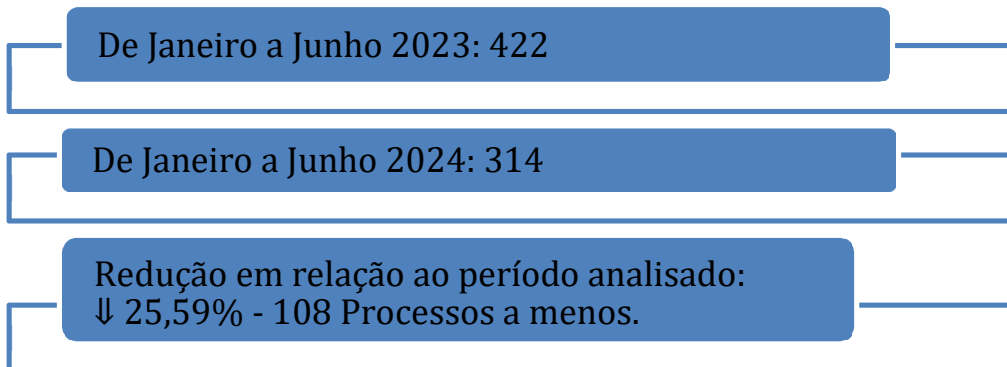 De Janeiro a Junho 2023: 422
De Janeiro a Junho 2024: 314
Redução em relação ao período analisado:
⇓ 25,59% - 108 Processos a menos.